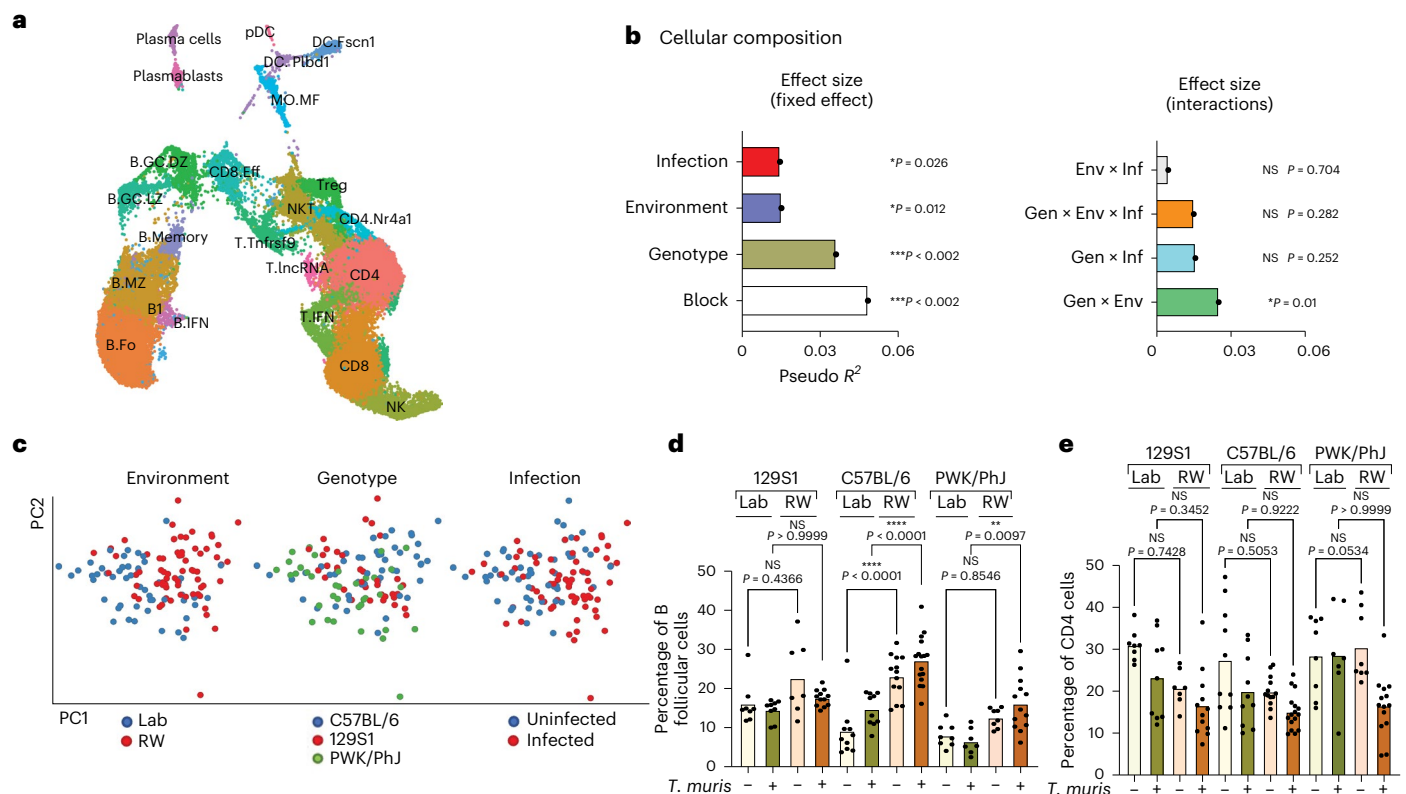 a
Plasma cells
pDC
DC.Fscn1
DC. Plbd1
Plasmablasts
MO.MF
B.GC.DZ
CD8.Eff
B.GC.LZ
Treg
NKT
CD4.Nr4a1
B.Memory
T.Tnfrsf9
T.lncRNA
CD4
B.MZ
B1
B.IFN
T.IFN
B.Fo
CD8
NK
b Cellular composition
Effect size
(fixed effect)
Infection *P = 0.026
Environment *P = 0.012
Genotype ***P < 0.002
Block ***P < 0.002
0 0.03 0.06
Pseudo R2
Effect size
(interactions)
Env × Inf NS P = 0.704
Gen × Env × Inf NS P = 0.282
Gen × Inf NS P = 0.252
Gen × Env *P = 0.01
0 0.03 0.06
c
Environment Genotype Infection
PC2
PC1
Lab
RW
C57BL/6
129S1
PWK/PhJ
Uninfected
Infected
d
129S1 C57BL/6 PWK/PhJ
Lab RW Lab RW Lab RW
NS
P > 0.9999
****
P < 0.0001
**
P = 0.0097
NS
P = 0.4366
****
P < 0.0001
NS
P = 0.8546
Percentage of B
follicular cells
50
40
30
20
10
0
T. muris – + – + – + – + – + – +
e
129S1 C57BL/6 PWK/PhJ
Lab RW Lab RW Lab RW
NS
P = 0.3452
NS
P = 0.9222
NS
P > 0.9999
NS
P = 0.7428
NS
P = 0.5053
NS
P = 0.0534
Percentage of CD4 cells
50
40
30
20
10
0
T. muris – + – + – + – + – + – +